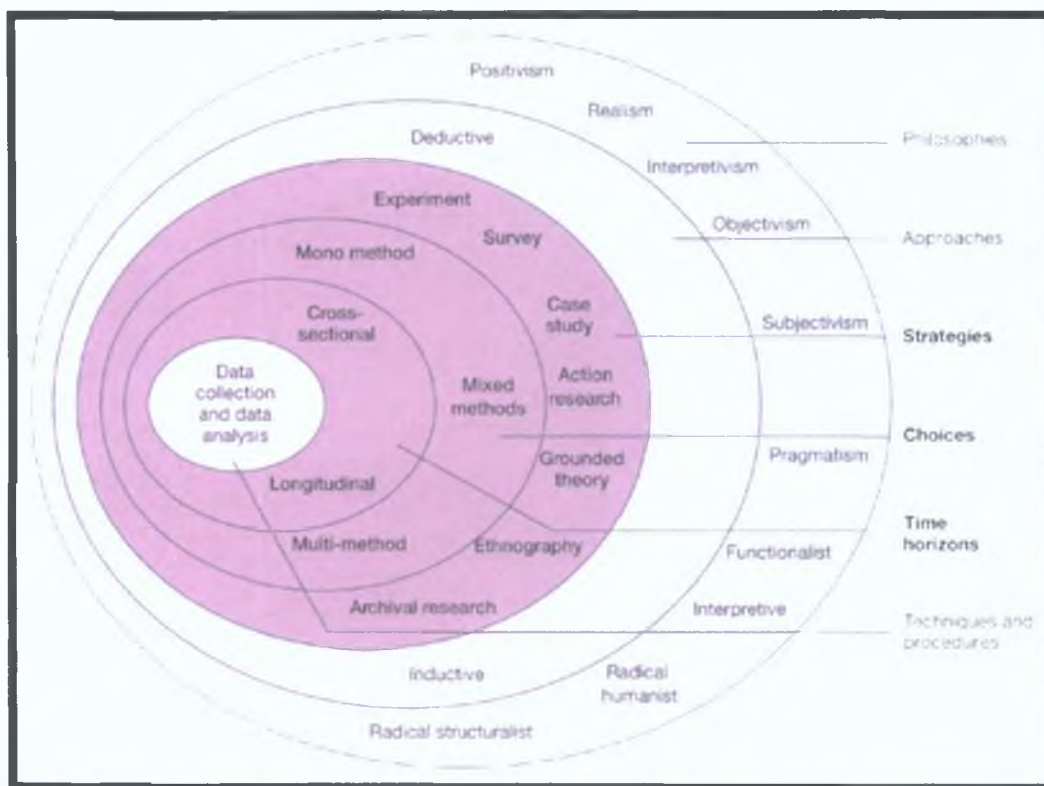 Positivism
Realism
Philosophies
Deductive
Interpretivism
Experiment
Objectivism
Approaches
Survey
Mono method
Case
study
Cross-
sectional
Subjectivism
Strategies
Data
collection
and data
analysis
Mixed
methods
Action
research
Choices
Pragmatism
Grounded
theory
Longitudinal
Time
horizons
Multi-method
Ethnography
Functionalist
Archival research
Interpretive
Techniques and
procedures
Inductive
Radical
humanist
Radical structuralist